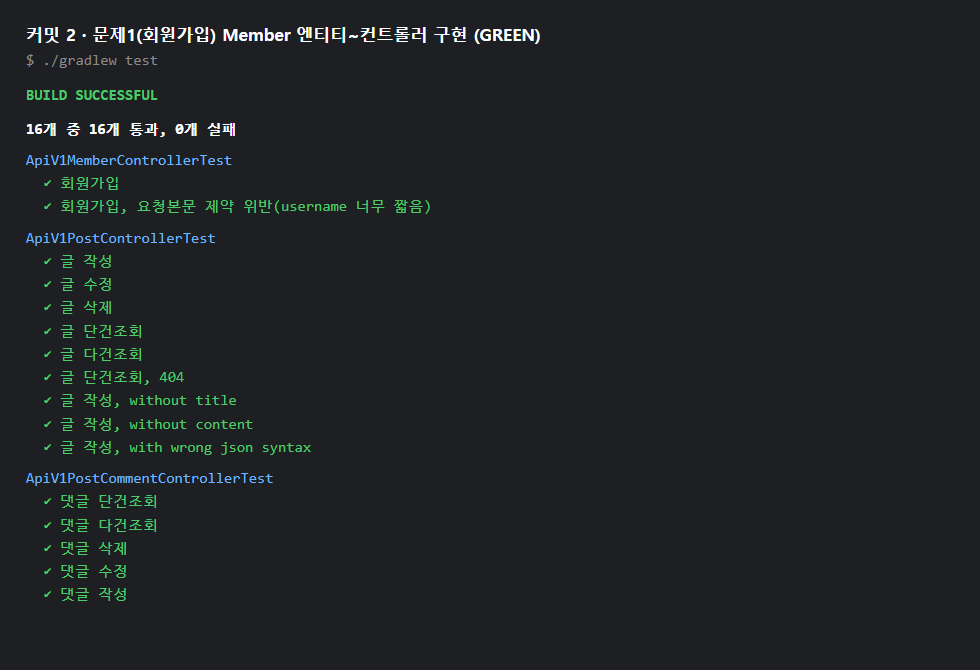 커밋 2 · 문제1(회원가입) Member 엔티티~컨트롤러 구현 (GREEN)
$ ./gradlew test
BUILD SUCCESSFUL
16개 중 16개 통과, 0개 실패
ApiV1MemberControllerTest
✔ 회원가입
✔ 회원가입, 요청본문 제약 위반(username 너무 짧음)
ApiV1PostControllerTest
✔ 글 작성
✔ 글 수정
✔ 글 삭제
✔ 글 단건조회
✔ 글 다건조회
✔ 글 단건조회, 404
✔ 글 작성, without title
✔ 글 작성, without content
✔ 글 작성, with wrong json syntax
ApiV1PostCommentControllerTest
✔ 댓글 단건조회
✔ 댓글 다건조회
✔ 댓글 삭제
✔ 댓글 수정
✔ 댓글 작성